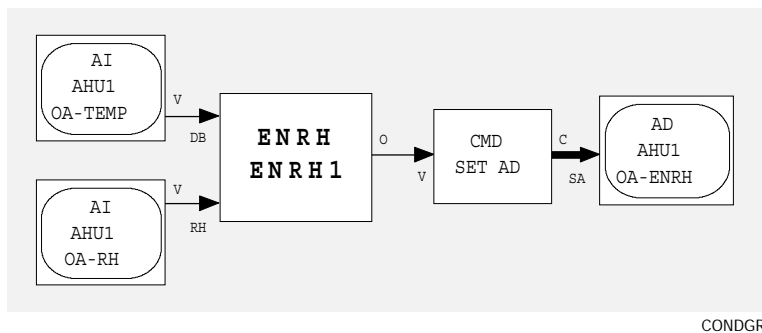 AI
AHU1
OA-TEMP
V
DB
AI
AHU1
OA-RH
V
RH
ENRH
ENRH1
O
V
CMD
SET AD
C
SA
AD
AHU1
OA-ENRH
CONDGR